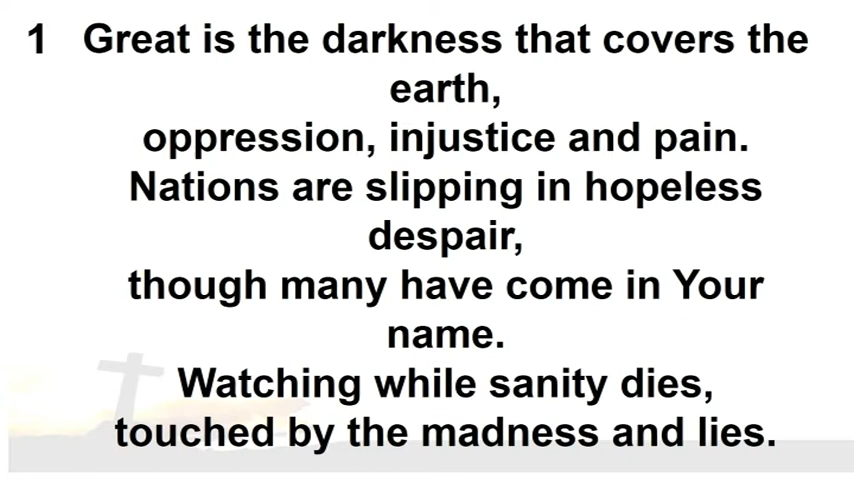 1 Great is the darkness that covers the
earth,
oppression, injustice and pain.
Nations are slipping in hopeless
despair,
though many have come in Your
name.
Watching while sanity dies,
touched by the madness and lies.